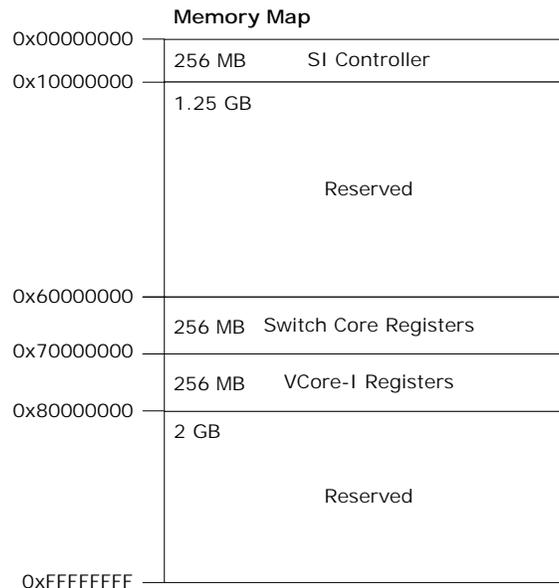 Memory Map
0x00000000
256 MB SI Controller
0x10000000
1.25 GB
Reserved
0x60000000
256 MB Switch Core Registers
0x70000000
256 MB VCore-I Registers
0x80000000
2 GB
Reserved
0xFFFFFFFF